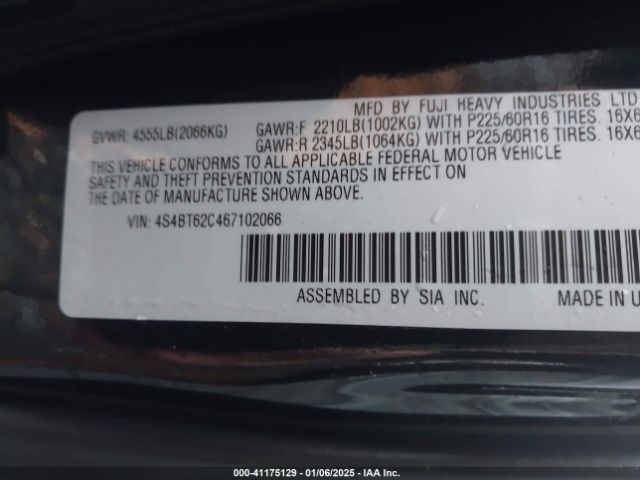 MFD BY FUJI HEAVY INDUSTRIES LTD
GVWR: 4555LB(2066KG) GAWR:F 2210LB(1002KG) WITH P225/60R16 TIRES. 16X6
GAWR:R 2345LB(1064KG) WITH P225/60R16 TIRES. 16X6
THIS VEHICLE CONFORMS TO ALL APPLICABLE FEDERAL MOTOR VEHICLE
SAFETY AND THEFT PREVENTION STANDARDS IN EFFECT ON
THE DATE OF MANUFACTURE SHOWN ABOVE.
VIN: 4S4BT62C467102066
ASSEMBLED BY SIA INC. MADE IN U
000-41175129 - 01/06/2025 - IAA Inc.